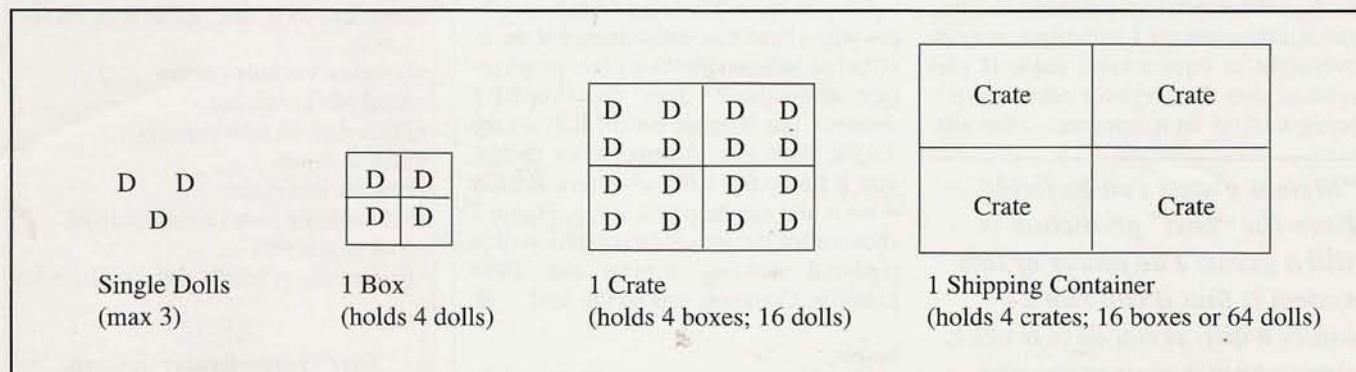 D D
D
Single Dolls
(max 3)
D D
D D
1 Box
(holds 4 dolls)
D D D D
D D D D
D D D D
D D D D
1 Crate
(holds 4 boxes; 16 dolls)
Crate Crate
Crate Crate
1 Shipping Container
(holds 4 crates; 16 boxes or 64 dolls)